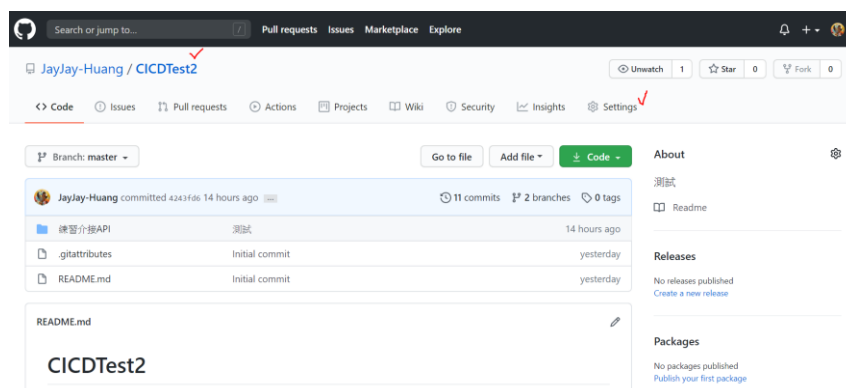 Search or jump to... / Pull requests Issues Marketplace Explore
JayJay-Huang / CICDTest2
Unwatch 1 Star 0 Fork 0
Code Issues Pull requests Actions Projects Wiki Security Insights Settings
Branch: master Go to file Add file Code
JayJay-Huang committed 4243fd6 14 hours ago ... 11 commits 2 branches 0 tags
練習介接API 測試 14 hours ago
.gitattributes Initial commit yesterday
README.md Initial commit yesterday
README.md
CICDTest2
About
測試
Readme
Releases
No releases published
Create a new release
Packages
No packages published
Publish your first package